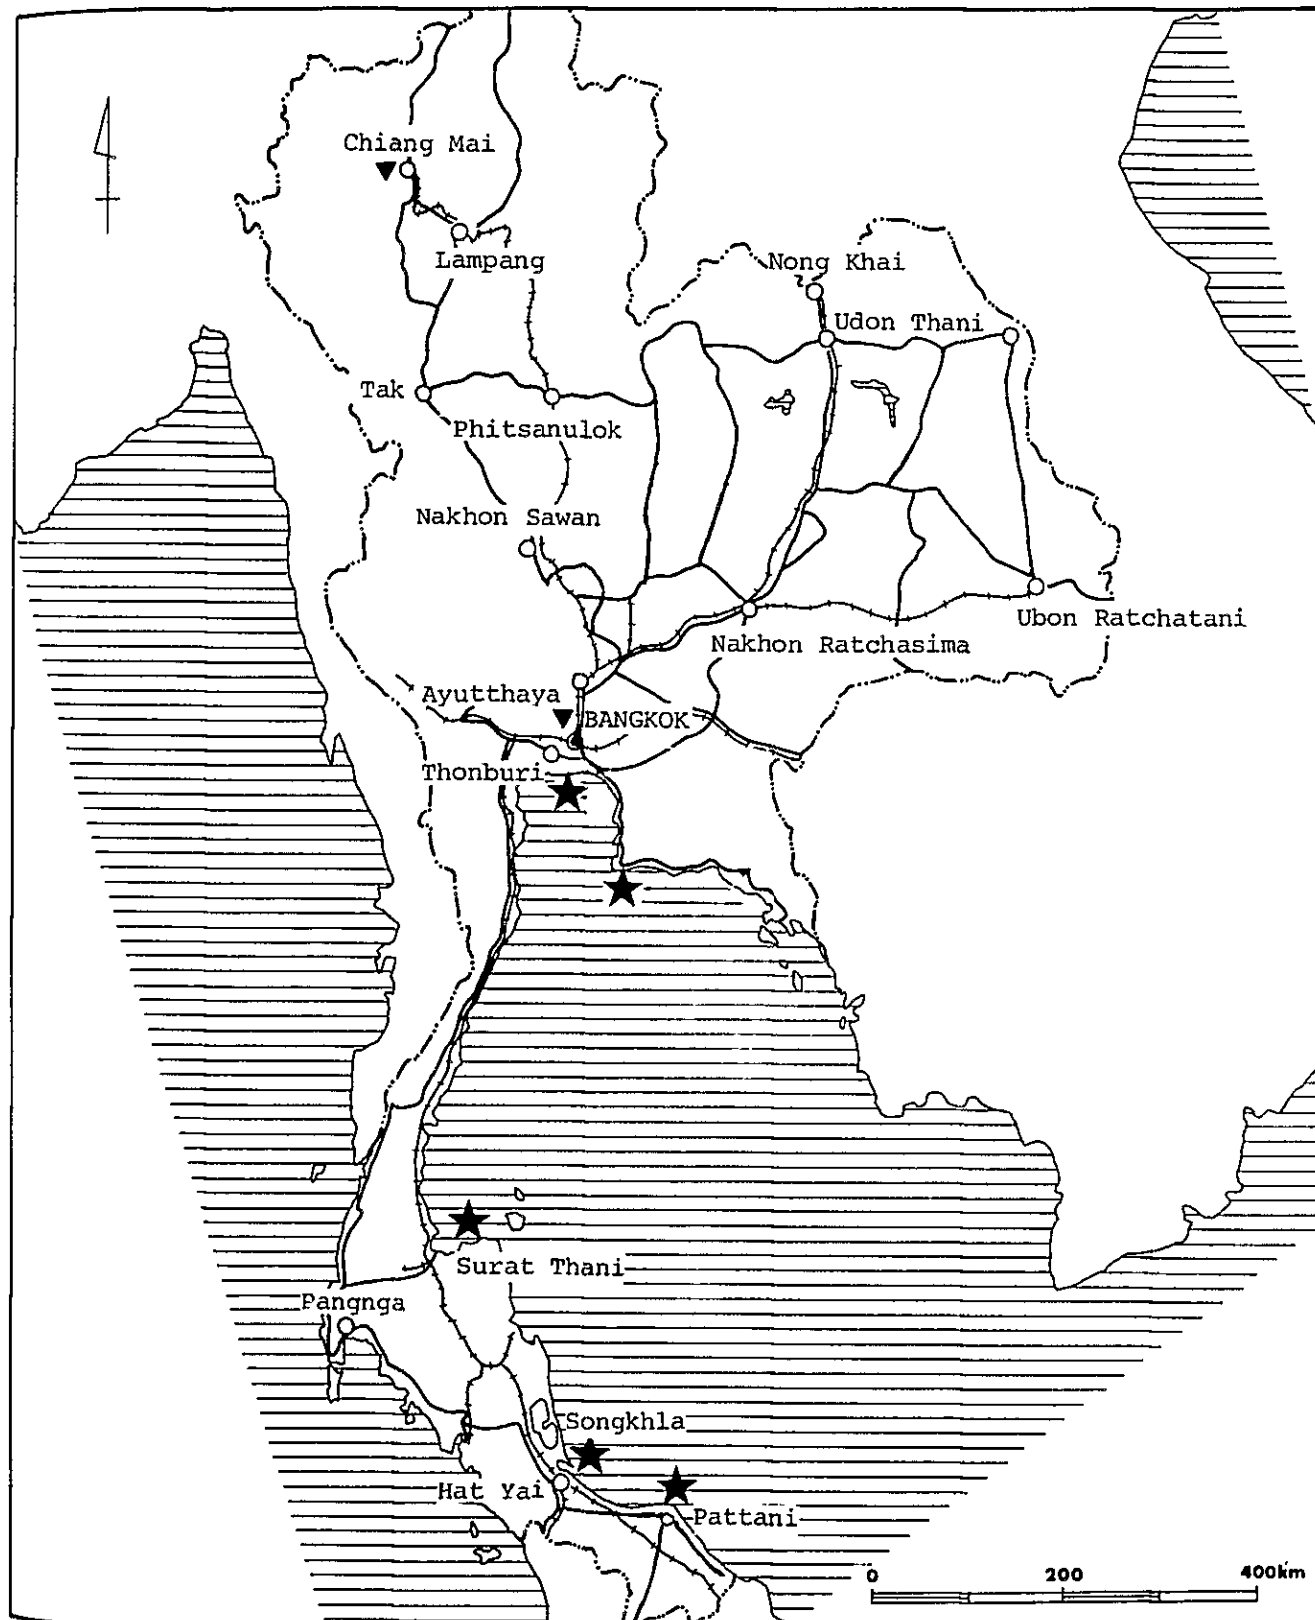 Chiang Mai
Lampang
Nong Khai
Udon Thani
Tak
Phitsanulok
Nakhon Sawan
Ubon Ratchatani
Nakhon Ratchasima
Ayutthaya
BANGKOK
Thonburi
Surat Thani
Pangnga
Songkhla
Hat Yai
Pattani
0 200 400km